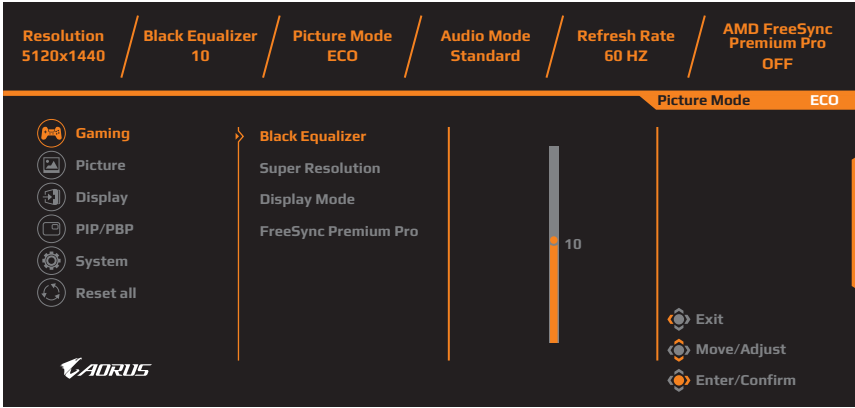 Resolution
5120x1440
Black Equalizer
10
Picture Mode
ECO
Audio Mode
Standard
Refresh Rate
60 HZ
AMD FreeSync
Premium Pro
OFF
Picture Mode ECO
Gaming
Picture
Display
PIP/PBP
System
Reset all
Black Equalizer
Super Resolution
Display Mode
FreeSync Premium Pro
10
Exit
Move/Adjust
Enter/Confirm
AORUS